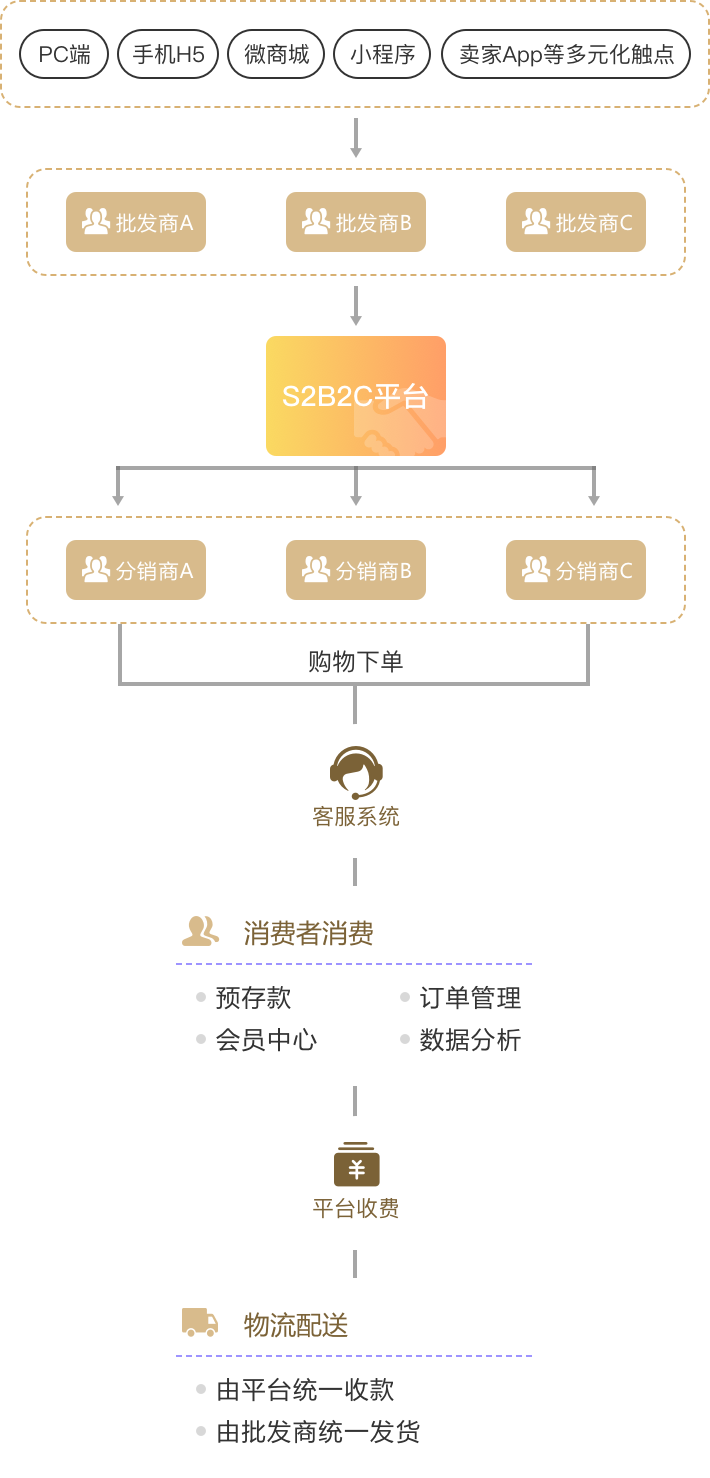 PC端 手机H5 微商城 小程序 卖家App等多元化触点
批发商A 批发商B 批发商C
S2B2C平台
分销商A 分销商B 分销商C
购物下单
客服系统
消费者消费
预存款 订单管理
会员中心 数据分析
平台收费
物流配送
由平台统一收款
由批发商统一发货